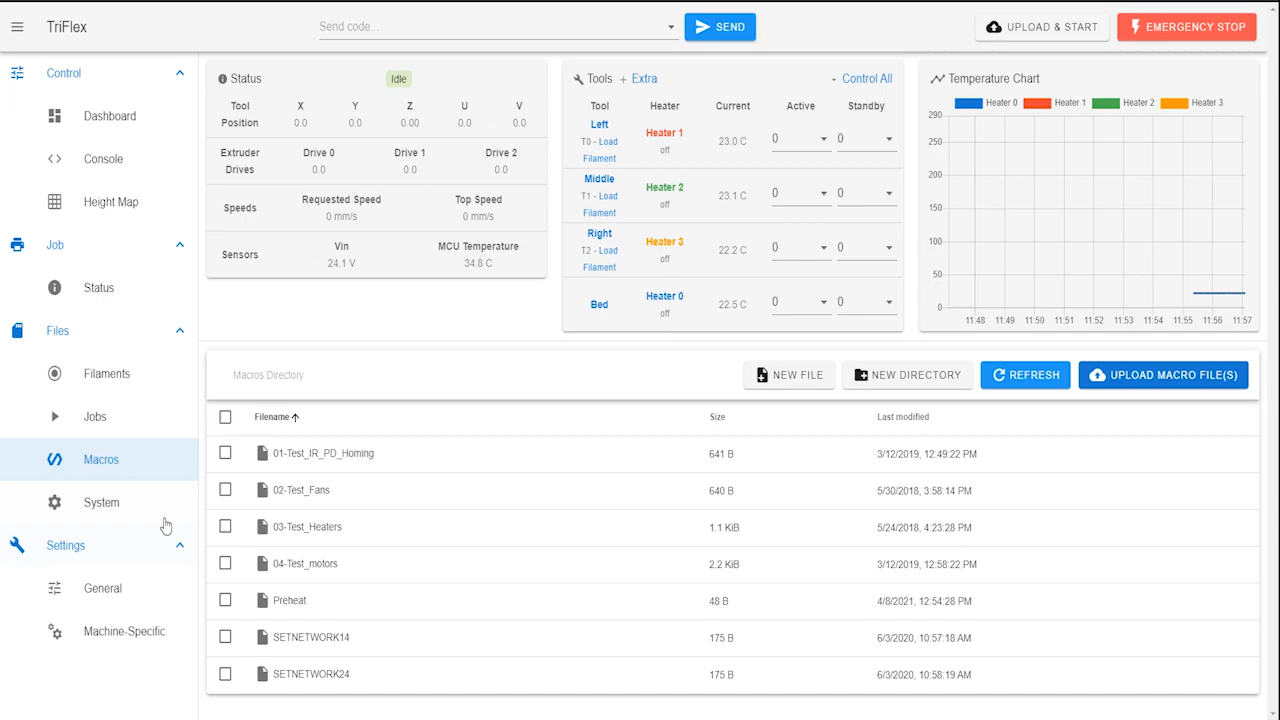 TriFlex
Send code...
SEND
UPLOAD & START
EMERGENCY STOP
Control
Dashboard
Console
Height Map
Job
Status
Files
Filaments
Jobs
Macros
System
Settings
General
Machine-Specific
Status
Idle
Tool Position
X Y Z U V
0.0 0.0 0.00 0.0 0.0
Extruder Drives
Drive 0 Drive 1 Drive 2
0.0 0.0 0.0
Speeds
Requested Speed Top Speed
0 mm/s 0 mm/s
Sensors
Vin MCU Temperature
24.1 V 34.8 C
Tools + Extra
Control All
Tool Heater Current Active Standby
Left
T0 - Load
Filament
Heater 1
off
23.0 C
0 0
Middle
T1 - Load
Filament
Heater 2
off
23.1 C
0 0
Right
T2 - Load
Filament
Heater 3
off
22.2 C
0 0
Bed
Heater 0
off
22.5 C
0 0
Temperature Chart
Heater 0 Heater 1 Heater 2 Heater 3
290
250
200
150
100
50
0
11:48 11:49 11:50 11:51 11:52 11:53 11:54 11:55 11:56 11:57
Macros Directory
NEW FILE
NEW DIRECTORY
REFRESH
UPLOAD MACRO FILE(S)
Filename Size Last modified
01-Test_IR_PD_Homing 641 B 3/12/2019, 12:49:22 PM
02-Test_Fans 640 B 5/30/2018, 3:58:14 PM
03-Test_Heaters 1.1 KiB 5/24/2018, 4:23:28 PM
04-Test_motors 2.2 KiB 3/12/2019, 12:58:22 PM
Preheat 48 B 4/8/2021, 12:54:28 PM
SETNETWORK14 175 B 6/3/2020, 10:57:18 AM
SETNETWORK24 175 B 6/3/2020, 10:58:19 AM